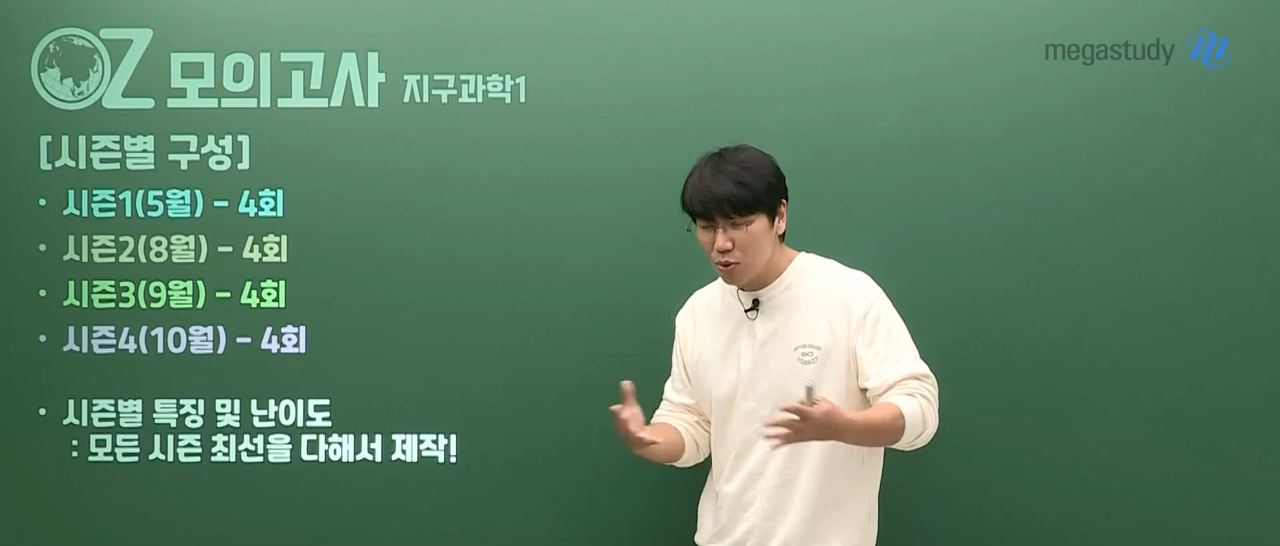 OZ 모의고사 지구과학1
megastudy
[시즌별 구성]
• 시즌1(5월) - 4회
• 시즌2(8월) - 4회
• 시즌3(9월) - 4회
• 시즌4(10월) - 4회
• 시즌별 특징 및 난이도
: 모든 시즌 최선을 다해서 제작!